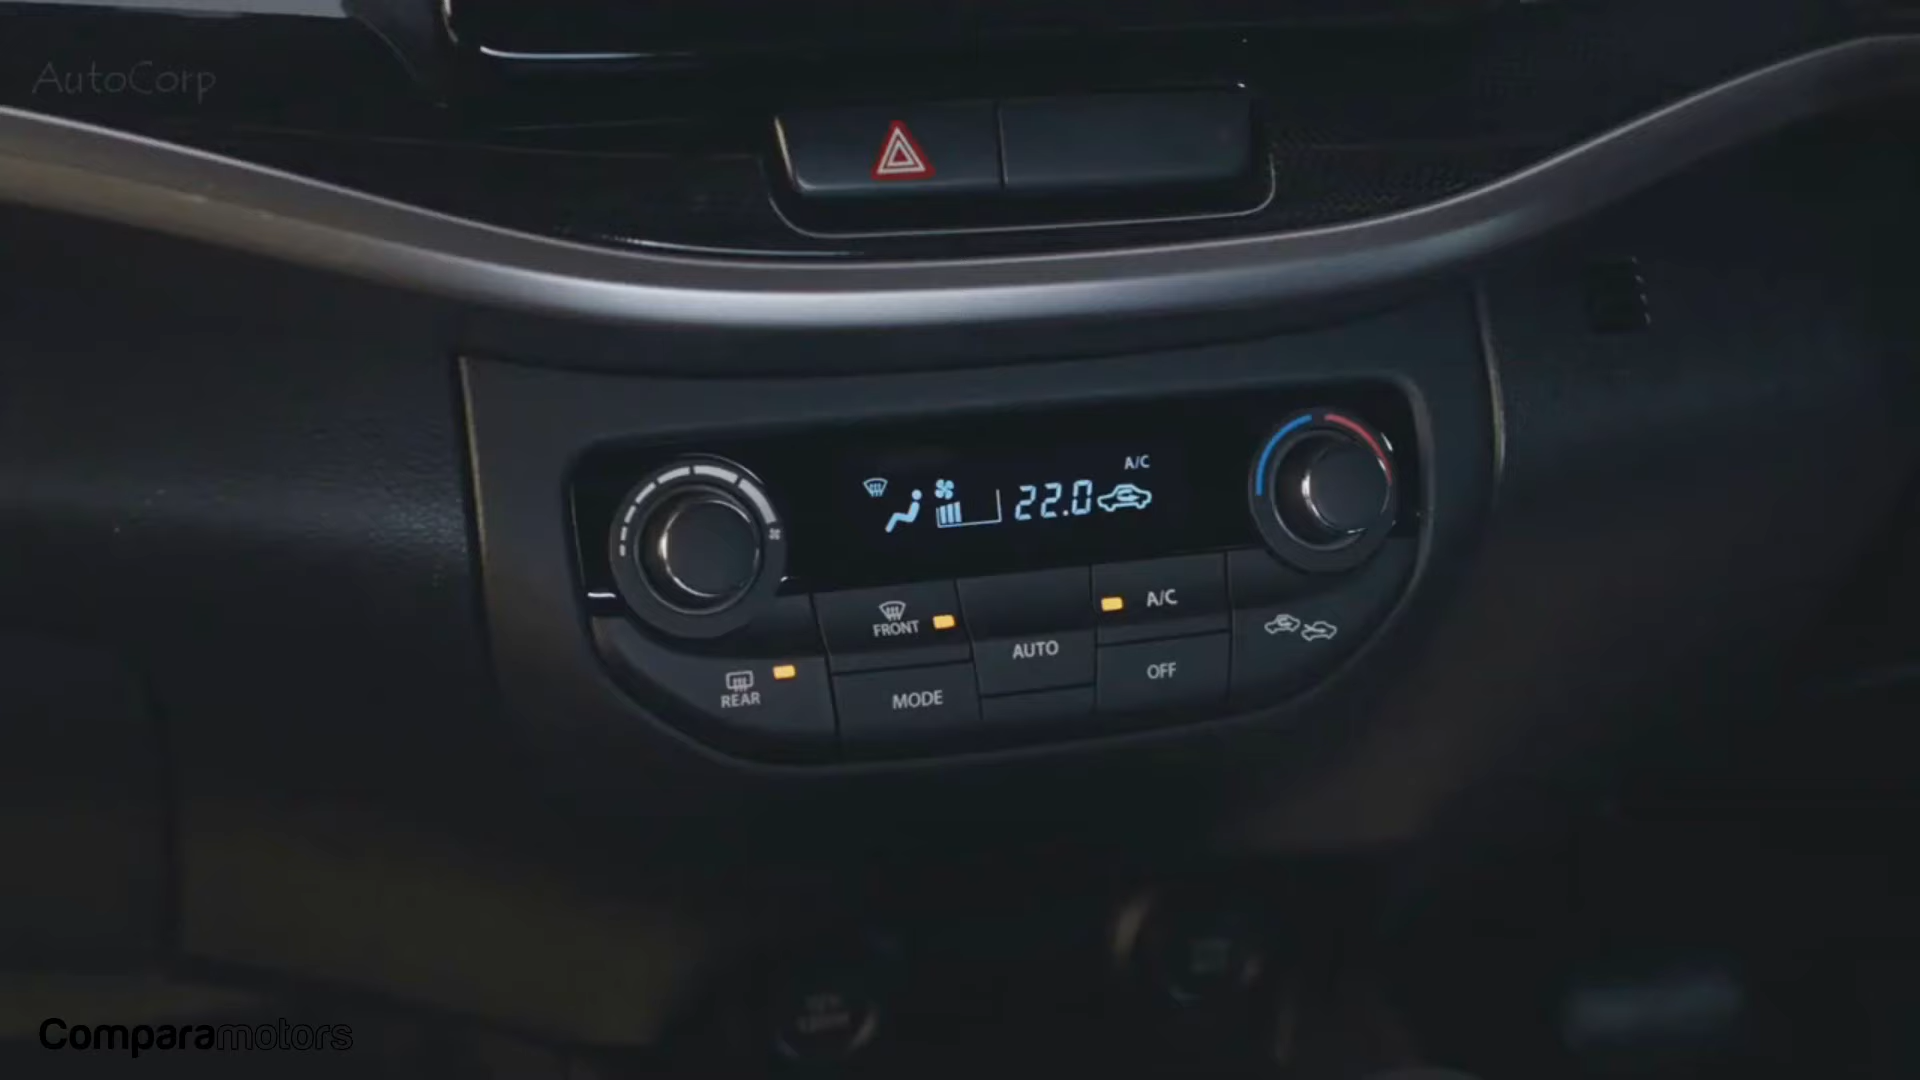 AutoCorp
A/C
22.0
A/C
FRONT
AUTO
OFF
REAR
MODE
Comparamotors